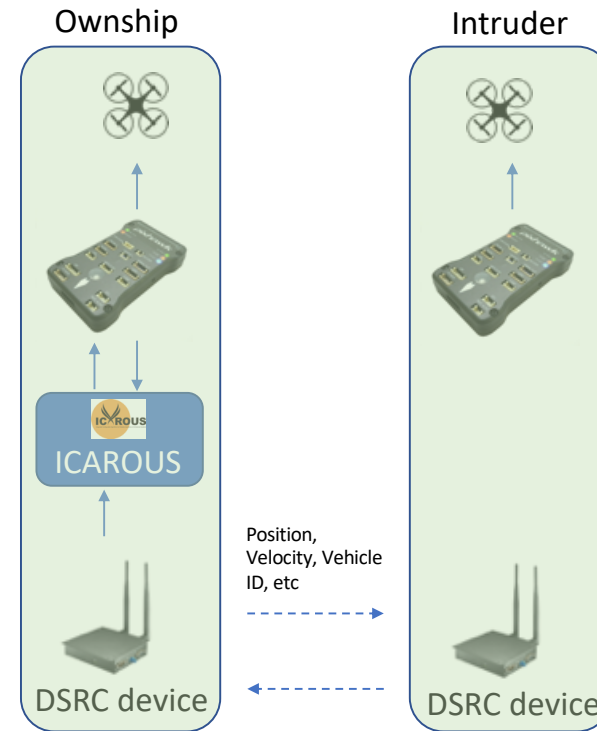 Ownship
Intruder
ICAROUS
ICAROUS
Position,
Velocity, Vehicle
ID, etc
DSRC device
DSRC device